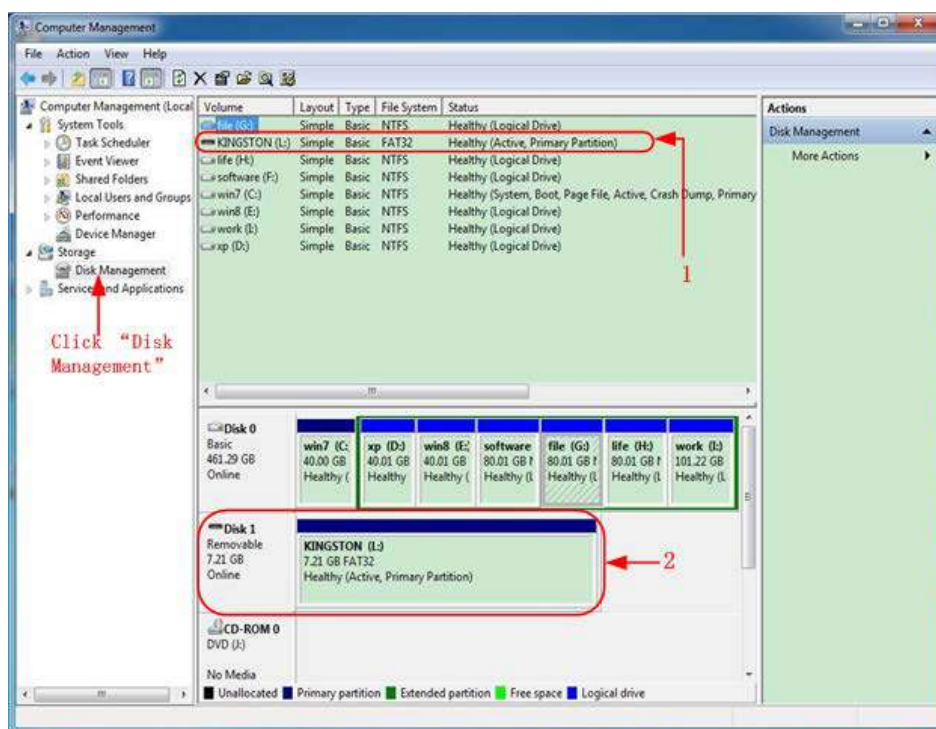 Computer Management
File Action View Help
Computer Management (Local
System Tools
Task Scheduler
Event Viewer
Shared Folders
Local Users and Groups
Performance
Device Manager
Storage
Disk Management
Services and Applications
Click “Disk
Management”
Volume Layout Type File System Status
file (G:) Simple Basic NTFS Healthy (Logical Drive)
KINGSTON (L:) Simple Basic FAT32 Healthy (Active, Primary Partition)
life (H:) Simple Basic NTFS Healthy (Logical Drive)
software (F:) Simple Basic NTFS Healthy (Logical Drive)
win7 (C:) Simple Basic NTFS Healthy (System, Boot, Page File, Active, Crash Dump, Primary
win8 (E:) Simple Basic NTFS Healthy (Logical Drive)
work (I:) Simple Basic NTFS Healthy (Logical Drive)
xp (D:) Simple Basic NTFS Healthy (Logical Drive)
1
Actions
Disk Management
More Actions
Disk 0
Basic
461.29 GB
Online
win7 (C:
40.00 GB
Healthy (
xp (D:)
40.01 GB
Healthy
win8 (E:
40.01 GB
Healthy (
software
80.01 GB N
Healthy (L
file (G:)
80.01 GB N
Healthy (L
life (H:)
80.01 GB N
Healthy (L
work (I:)
101.22 GB
Healthy (L
Disk 1
Removable
7.21 GB
Online
KINGSTON (L:)
7.21 GB FAT32
Healthy (Active, Primary Partition)
2
CD-ROM 0
DVD (J:)
No Media
Unallocated Primary partition Extended partition Free space Logical drive